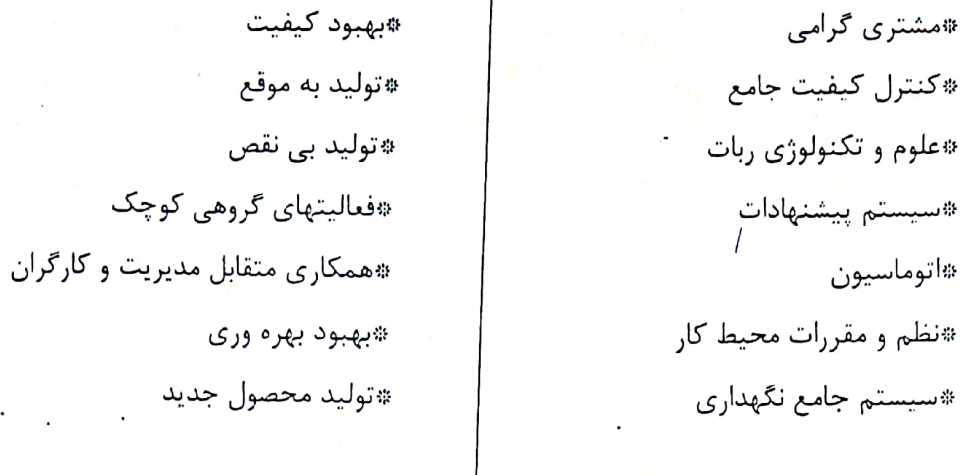 ❊مشتری گرامی
❊کنترل کیفیت جامع
❊علوم و تکنولوژی ربات
❊سیستم پیشنهادات
❊اتوماسیون
❊نظم و مقررات محیط کار
❊سیستم جامع نگهداری
❊بهبود کیفیت
❊تولید به موقع
❊تولید بی نقص
❊فعالیتهای گروهی کوچک
❊همکاری متقابل مدیریت و کارگران
❊بهبود بهره وری
❊تولید محصول جدید